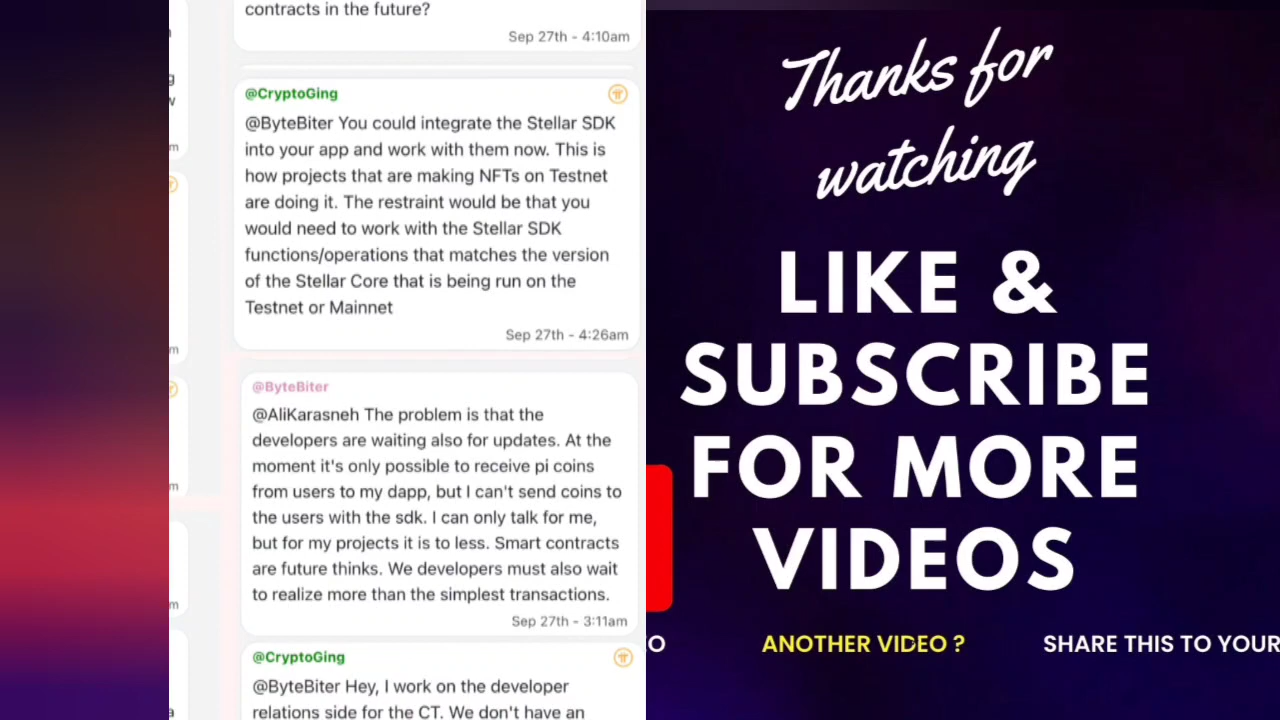 contracts in the future?
Sep 27th - 4:10am
@CryptoGing
@ByteBiter You could integrate the Stellar SDK
into your app and work with them now. This is
how projects that are making NFTs on Testnet
are doing it. The restraint would be that you
would need to work with the Stellar SDK
functions/operations that matches the version
of the Stellar Core that is being run on the
Testnet or Mainnet
Sep 27th - 4:26am
@ByteBiter
@AliKarasneh The problem is that the
developers are waiting also for updates. At the
moment it's only possible to receive pi coins
from users to my dapp, but I can't send coins to
the users with the sdk. I can only talk for me,
but for my projects it is to less. Smart contracts
are future thinks. We developers must also wait
to realize more than the simplest transactions.
Sep 27th - 3:11am
@CryptoGing
@ByteBiter Hey, I work on the developer
relations side for the CT. We don't have an
Thanks for
watching
LIKE &
SUBSCRIBE
FOR MORE
VIDEOS
ANOTHER VIDEO ?
SHARE THIS TO YOUR